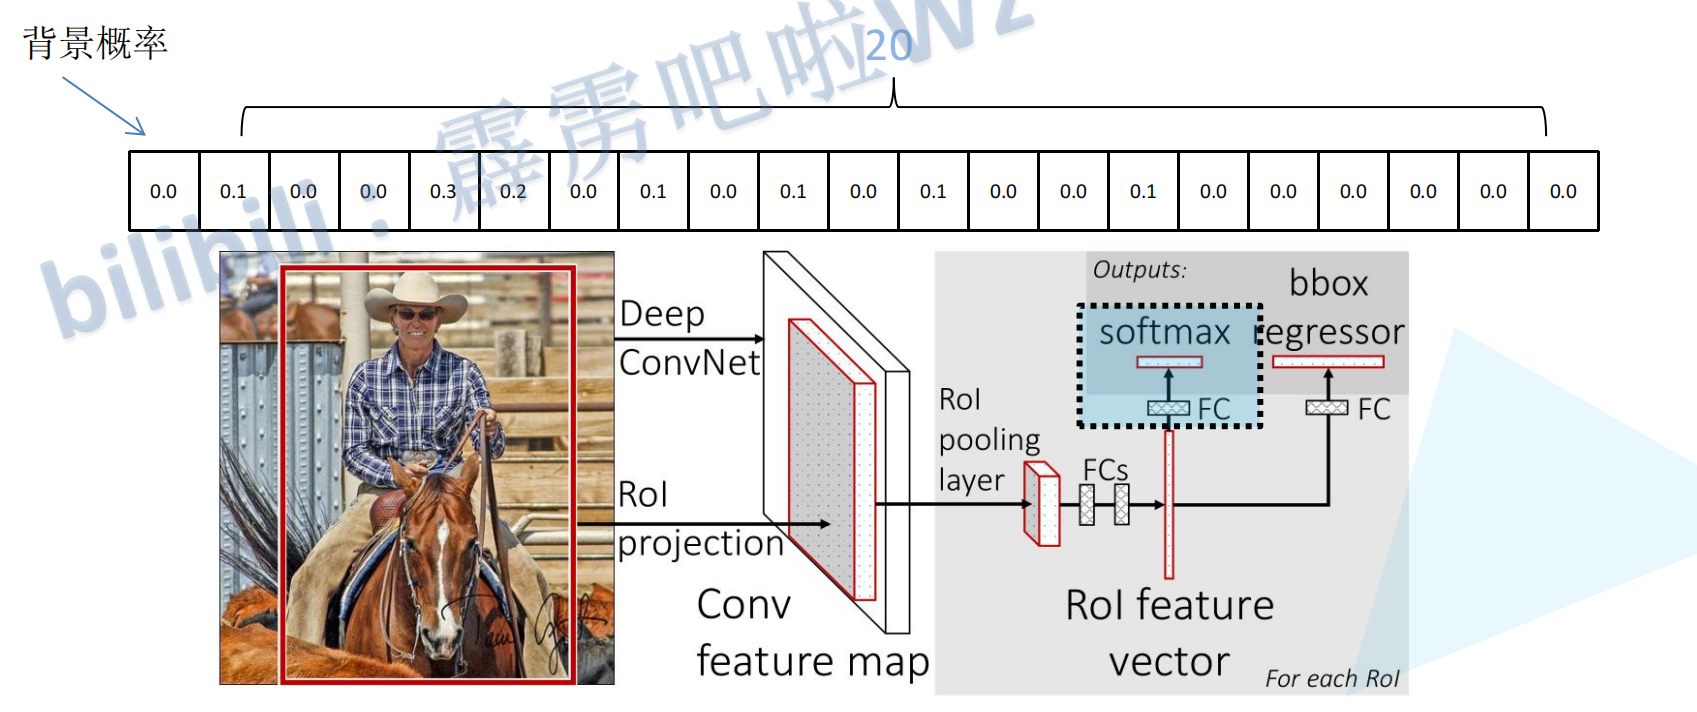 背景概率
20
0.0 0.1 0.0 0.0 0.3 0.2 0.0 0.1 0.0 0.1 0.0 0.1 0.0 0.0 0.1 0.0 0.0 0.0 0.0 0.0 0.0
bilibili：霹雳吧啦Wz
Deep
ConvNet
RoI
projection
Conv
feature map
RoI
pooling
layer
FCs
Outputs:
softmax
bbox
regressor
FC
FC
RoI feature
vector
For each RoI